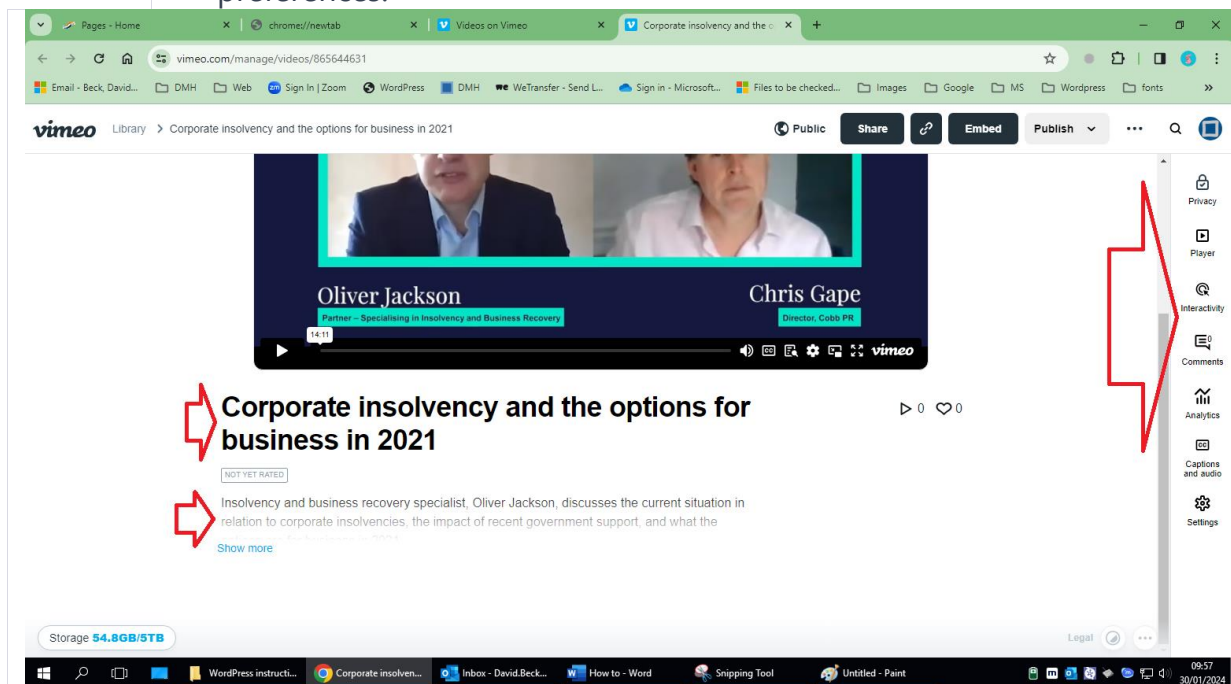 preferences.
Pages - Home
chrome://newtab
Videos on Vimeo
Corporate insolvency and the o
vimeo.com/manage/videos/865644631
Email - Beck, David...
DMH
Web
Sign In | Zoom
WordPress
DMH
WeTransfer - Send L...
Sign in - Microsoft...
Files to be checked...
Images
Google
MS
Wordpress
fonts
vimeo
Library
Corporate insolvency and the options for business in 2021
Public
Share
Embed
Publish
Privacy
Player
Interactivity
0
Comments
Analytics
Captions
and audio
Settings
Oliver Jackson
Partner – Specialising in Insolvency and Business Recovery
Chris Gape
Director, Cobb PR
14:11
CC
vimeo
Corporate insolvency and the options for
business in 2021
0
0
NOT YET RATED
Insolvency and business recovery specialist, Oliver Jackson, discusses the current situation in
relation to corporate insolvencies, the impact of recent government support, and what the
Show more
Storage 54.8GB/5TB
Legal
WordPress instructi...
Corporate insolven...
Inbox - David.Beck...
How to - Word
Snipping Tool
Untitled - Paint
09:57
30/01/2024